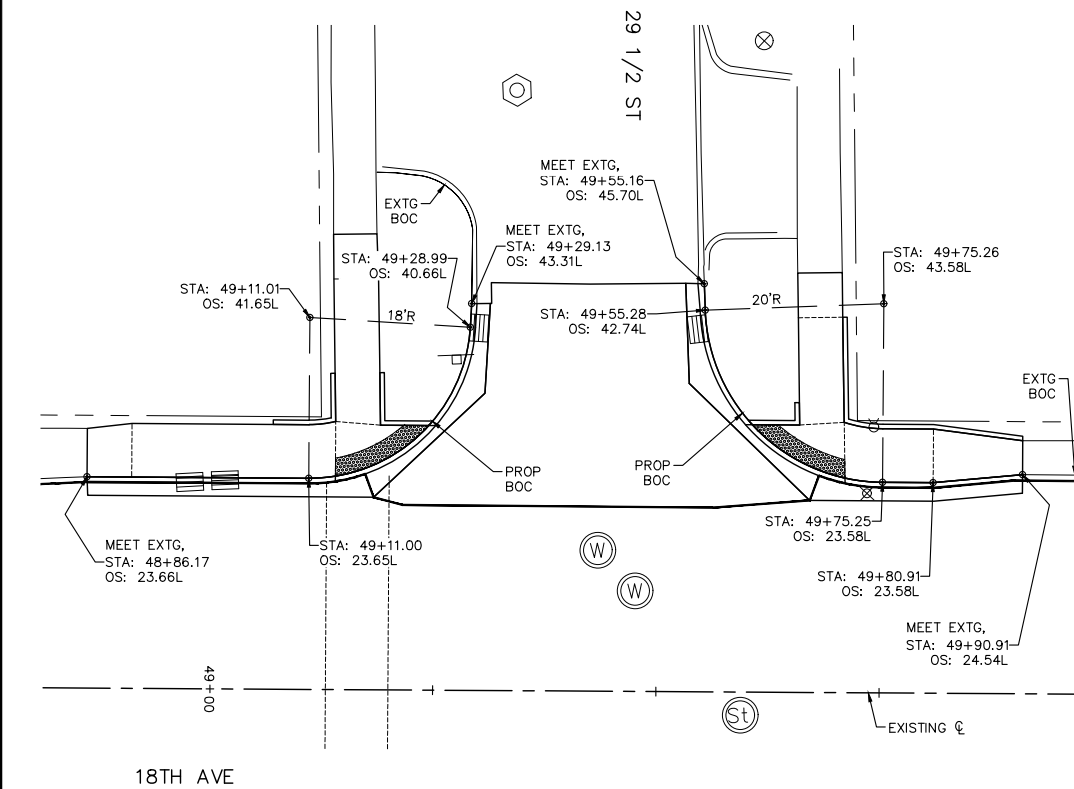 29 1/2 ST
MEET EXTG,
STA: 49+55.16
OS: 45.70L
EXTG
BOC
MEET EXTG,
STA: 49+29.13
OS: 43.31L
STA: 49+28.99
OS: 40.66L
STA: 49+75.26
OS: 43.58L
STA: 49+11.01
OS: 41.65L
18'R
STA: 49+55.28
OS: 42.74L
20'R
EXTG
BOC
PROP
BOC
PROP
BOC
MEET EXTG,
STA: 48+86.17
OS: 23.66L
STA: 49+11.00
OS: 23.65L
STA: 49+75.25
OS: 23.58L
W
W
STA: 49+80.91
OS: 23.58L
MEET EXTG,
STA: 49+90.91
OS: 24.54L
49+00
St
EXISTING ℄
18TH AVE